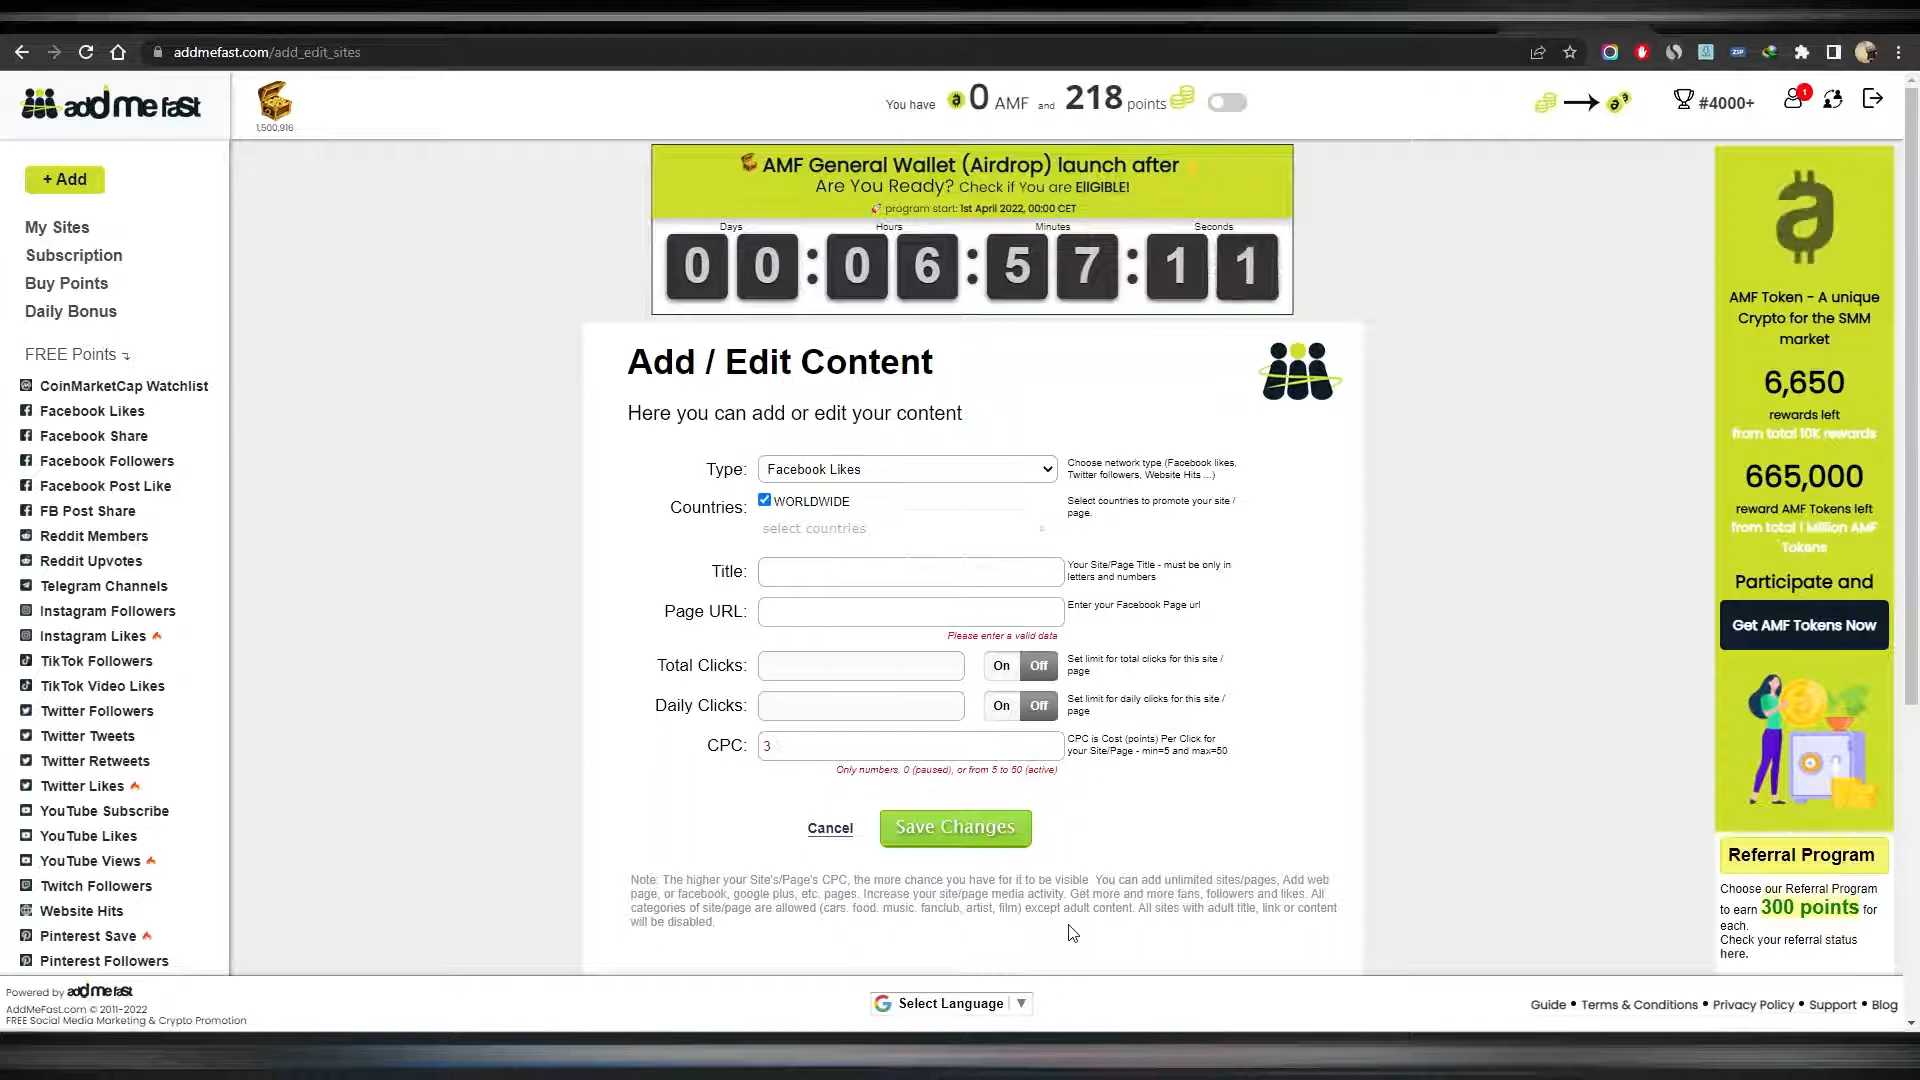 addmefast.com/add_edit_sites
ZIP
add me fast
1,500,916
You have 0 AMF and 218 points
#4000+
1
+ Add
My Sites
Subscription
Buy Points
Daily Bonus
FREE Points
CoinMarketCap Watchlist
Facebook Likes
Facebook Share
Facebook Followers
Facebook Post Like
FB Post Share
Reddit Members
Reddit Upvotes
Telegram Channels
Instagram Followers
Instagram Likes
TikTok Followers
TikTok Video Likes
Twitter Followers
Twitter Tweets
Twitter Retweets
Twitter Likes
YouTube Subscribe
YouTube Likes
YouTube Views
Twitch Followers
Website Hits
Pinterest Save
Pinterest Followers
AMF General Wallet (Airdrop) launch after
Are You Ready? Check if You are EllGIBLE!
program start: 1st April 2022, 00:00 CET
Days Hours Minutes Seconds
0 0 : 0 6 : 5 7 : 1 1
Add / Edit Content
Here you can add or edit your content
Type: Facebook Likes
Choose network type (Facebook likes,
Twitter followers, Website Hits ...)
Countries: WORLDWIDE
select countries
Select countries to promote your site /
page.
Title:
Your Site/Page Title - must be only in
letters and numbers
Page URL:
Enter your Facebook Page url
Please enter a valid data
Total Clicks: On Off
Set limit for total clicks for this site /
page
Daily Clicks: On Off
Set limit for daily clicks for this site /
page
CPC: 3
CPC is Cost (points) Per Click for
your Site/Page - min=5 and max=50
Only numbers. 0 (paused), or from 5 to 50 (active)
Cancel Save Changes
Note: The higher your Site's/Page's CPC, the more chance you have for it to be visible You can add unlimited sites/pages, Add web
page, or facebook, google plus, etc. pages. Increase your site/page media activity. Get more and more fans, followers and likes. All
categories of site/page are allowed (cars. food. music. fanclub, artist, film) except adult content. All sites with adult title, link or content
will be disabled.
AMF Token - A unique
Crypto for the SMM
market
6,650
rewards left
from total 10K rewards
665,000
reward AMF Tokens left
from total 1 Million AMF
Tokens
Participate and
Get AMF Tokens Now
Referral Program
Choose our Referral Program
to earn 300 points for
each.
Check your referral status
here.
Powered by add me fast
AddMeFast.com © 2011-2022
FREE Social Media Marketing & Crypto Promotion
Select Language ▼
Guide • Terms & Conditions • Privacy Policy • Support • Blog